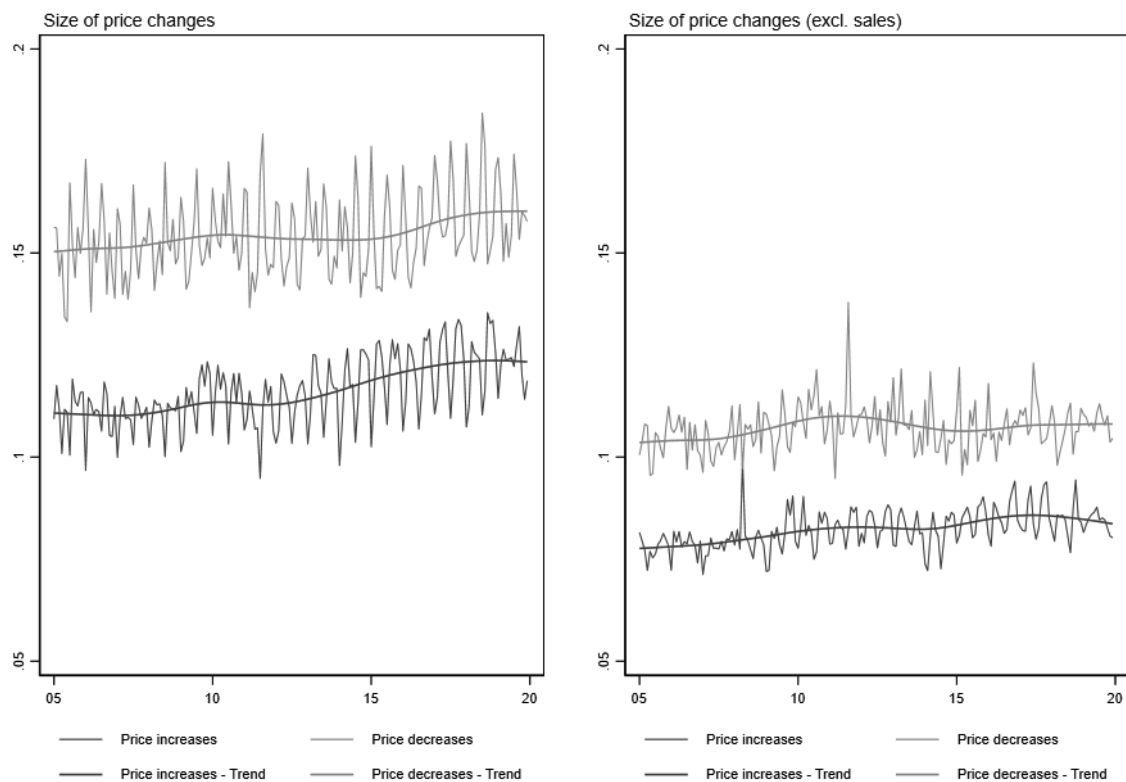 Size of price changes
.2
.15
.1
.05
05 10 15 20
Price increases Price decreases
Price increases - Trend Price decreases - Trend
Size of price changes (excl. sales)
.2
.15
.1
.05
05 10 15 20
Price increases Price decreases
Price increases - Trend Price decreases - Trend